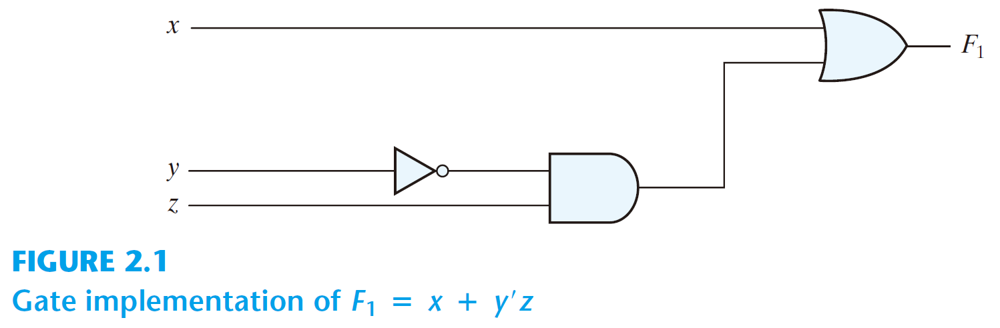 x
F₁
y
z
FIGURE 2.1
Gate implementation of F₁ = x + y′z